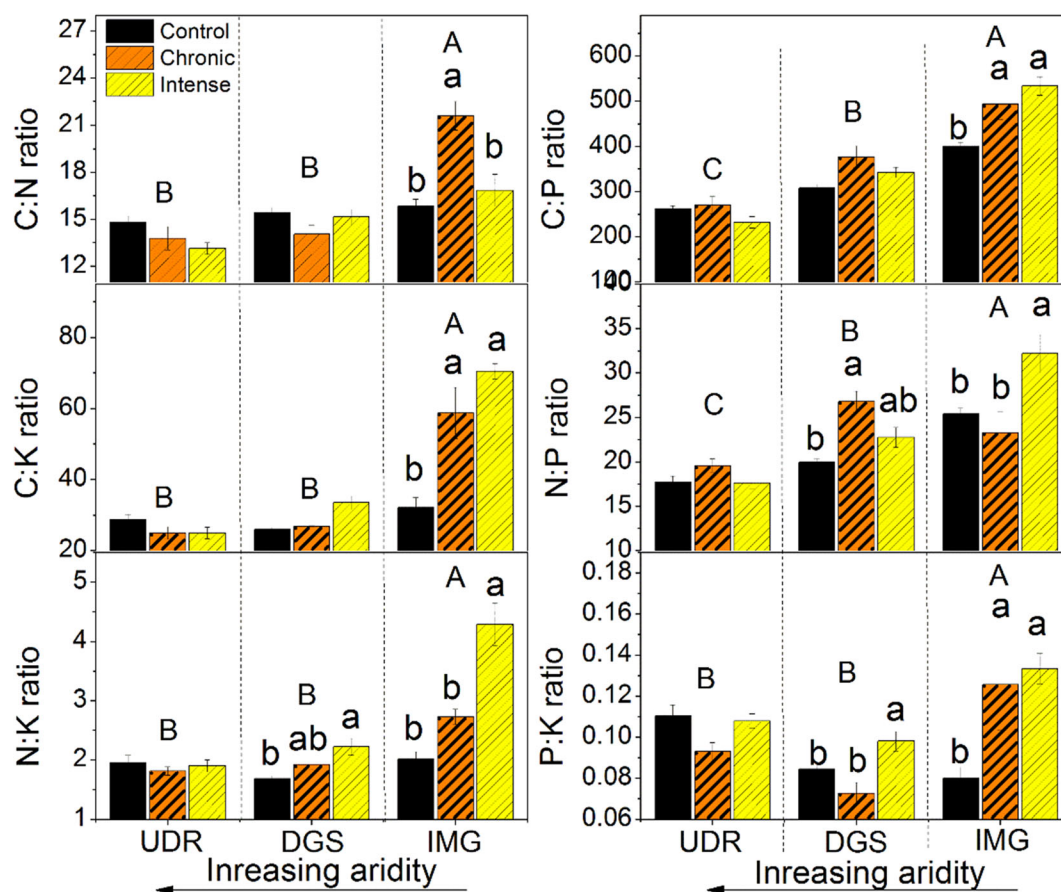 Control
Chronic
Intense
C:N ratio
27
24
21
18
15
12
B
B
A
b
a
b
C:P ratio
600
500
400
300
200
100
C
B
A
b
a
a
C:K ratio
80
60
40
20
B
B
A
b
a
a
N:P ratio
40
35
30
25
20
15
10
C
B
b
a
ab
A
b
b
a
N:K ratio
5
4
3
2
1
B
B
b
ab
a
A
b
b
a
UDR
DGS
IMG
Inreasing aridity
P:K ratio
0.18
0.16
0.14
0.12
0.10
0.08
0.06
B
B
b
b
a
A
b
a
a
UDR
DGS
IMG
Inreasing aridity